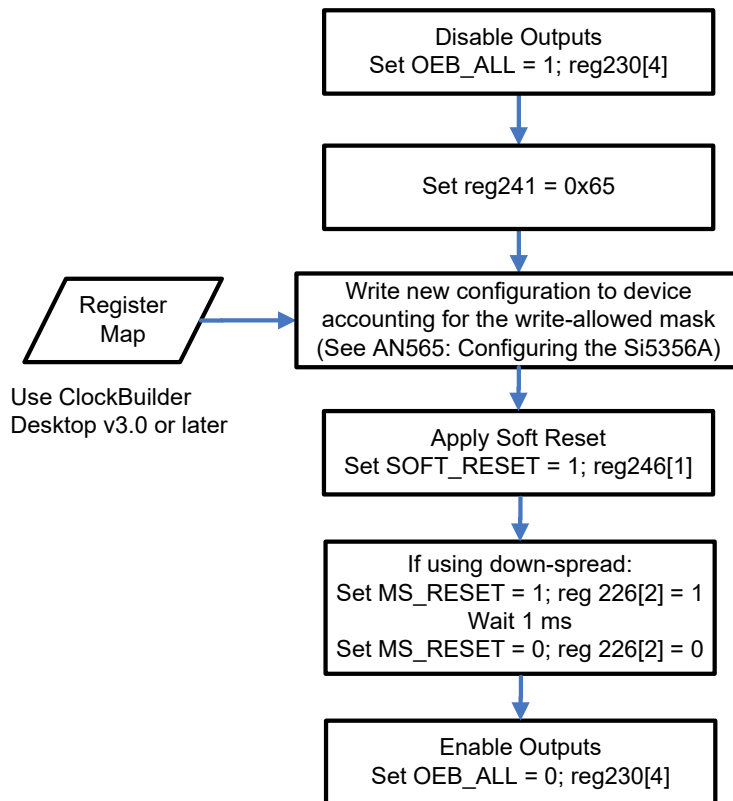 Disable Outputs
Set OEB_ALL = 1; reg230[4]
Set reg241 = 0x65
Register
Map
Use ClockBuilder
Desktop v3.0 or later
Write new configuration to device
accounting for the write-allowed mask
(See AN565: Configuring the Si5356A)
Apply Soft Reset
Set SOFT_RESET = 1; reg246[1]
If using down-spread:
Set MS_RESET = 1; reg 226[2] = 1
Wait 1 ms
Set MS_RESET = 0; reg 226[2] = 0
Enable Outputs
Set OEB_ALL = 0; reg230[4]